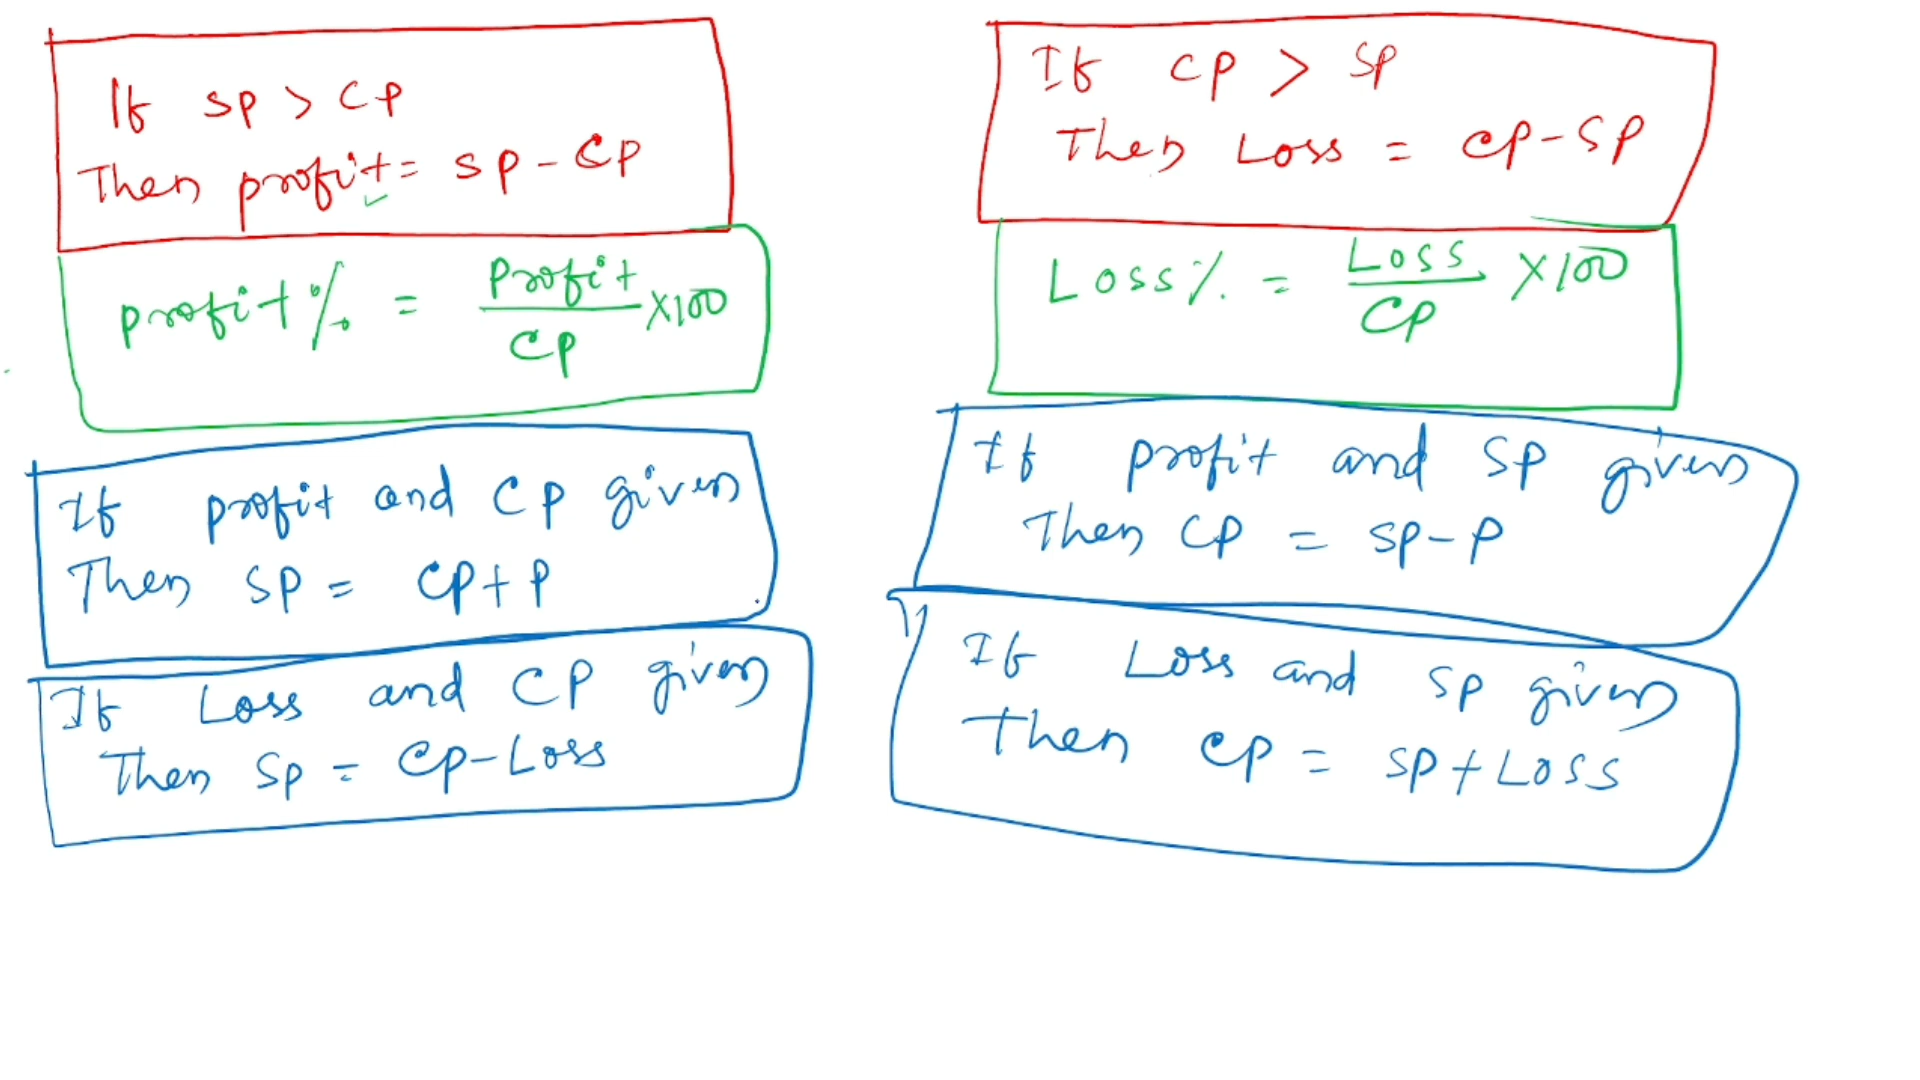 If SP > CP
Then profit = SP - CP
profit % = Profit / CP X100
If profit and CP given
Then SP = CP + P
If Loss and CP given
Then SP = CP - Loss
If CP > SP
Then Loss = CP - SP
Loss % = Loss / CP X100
If profit and SP given
Then CP = SP - P
If Loss and SP given
Then CP = SP + Loss